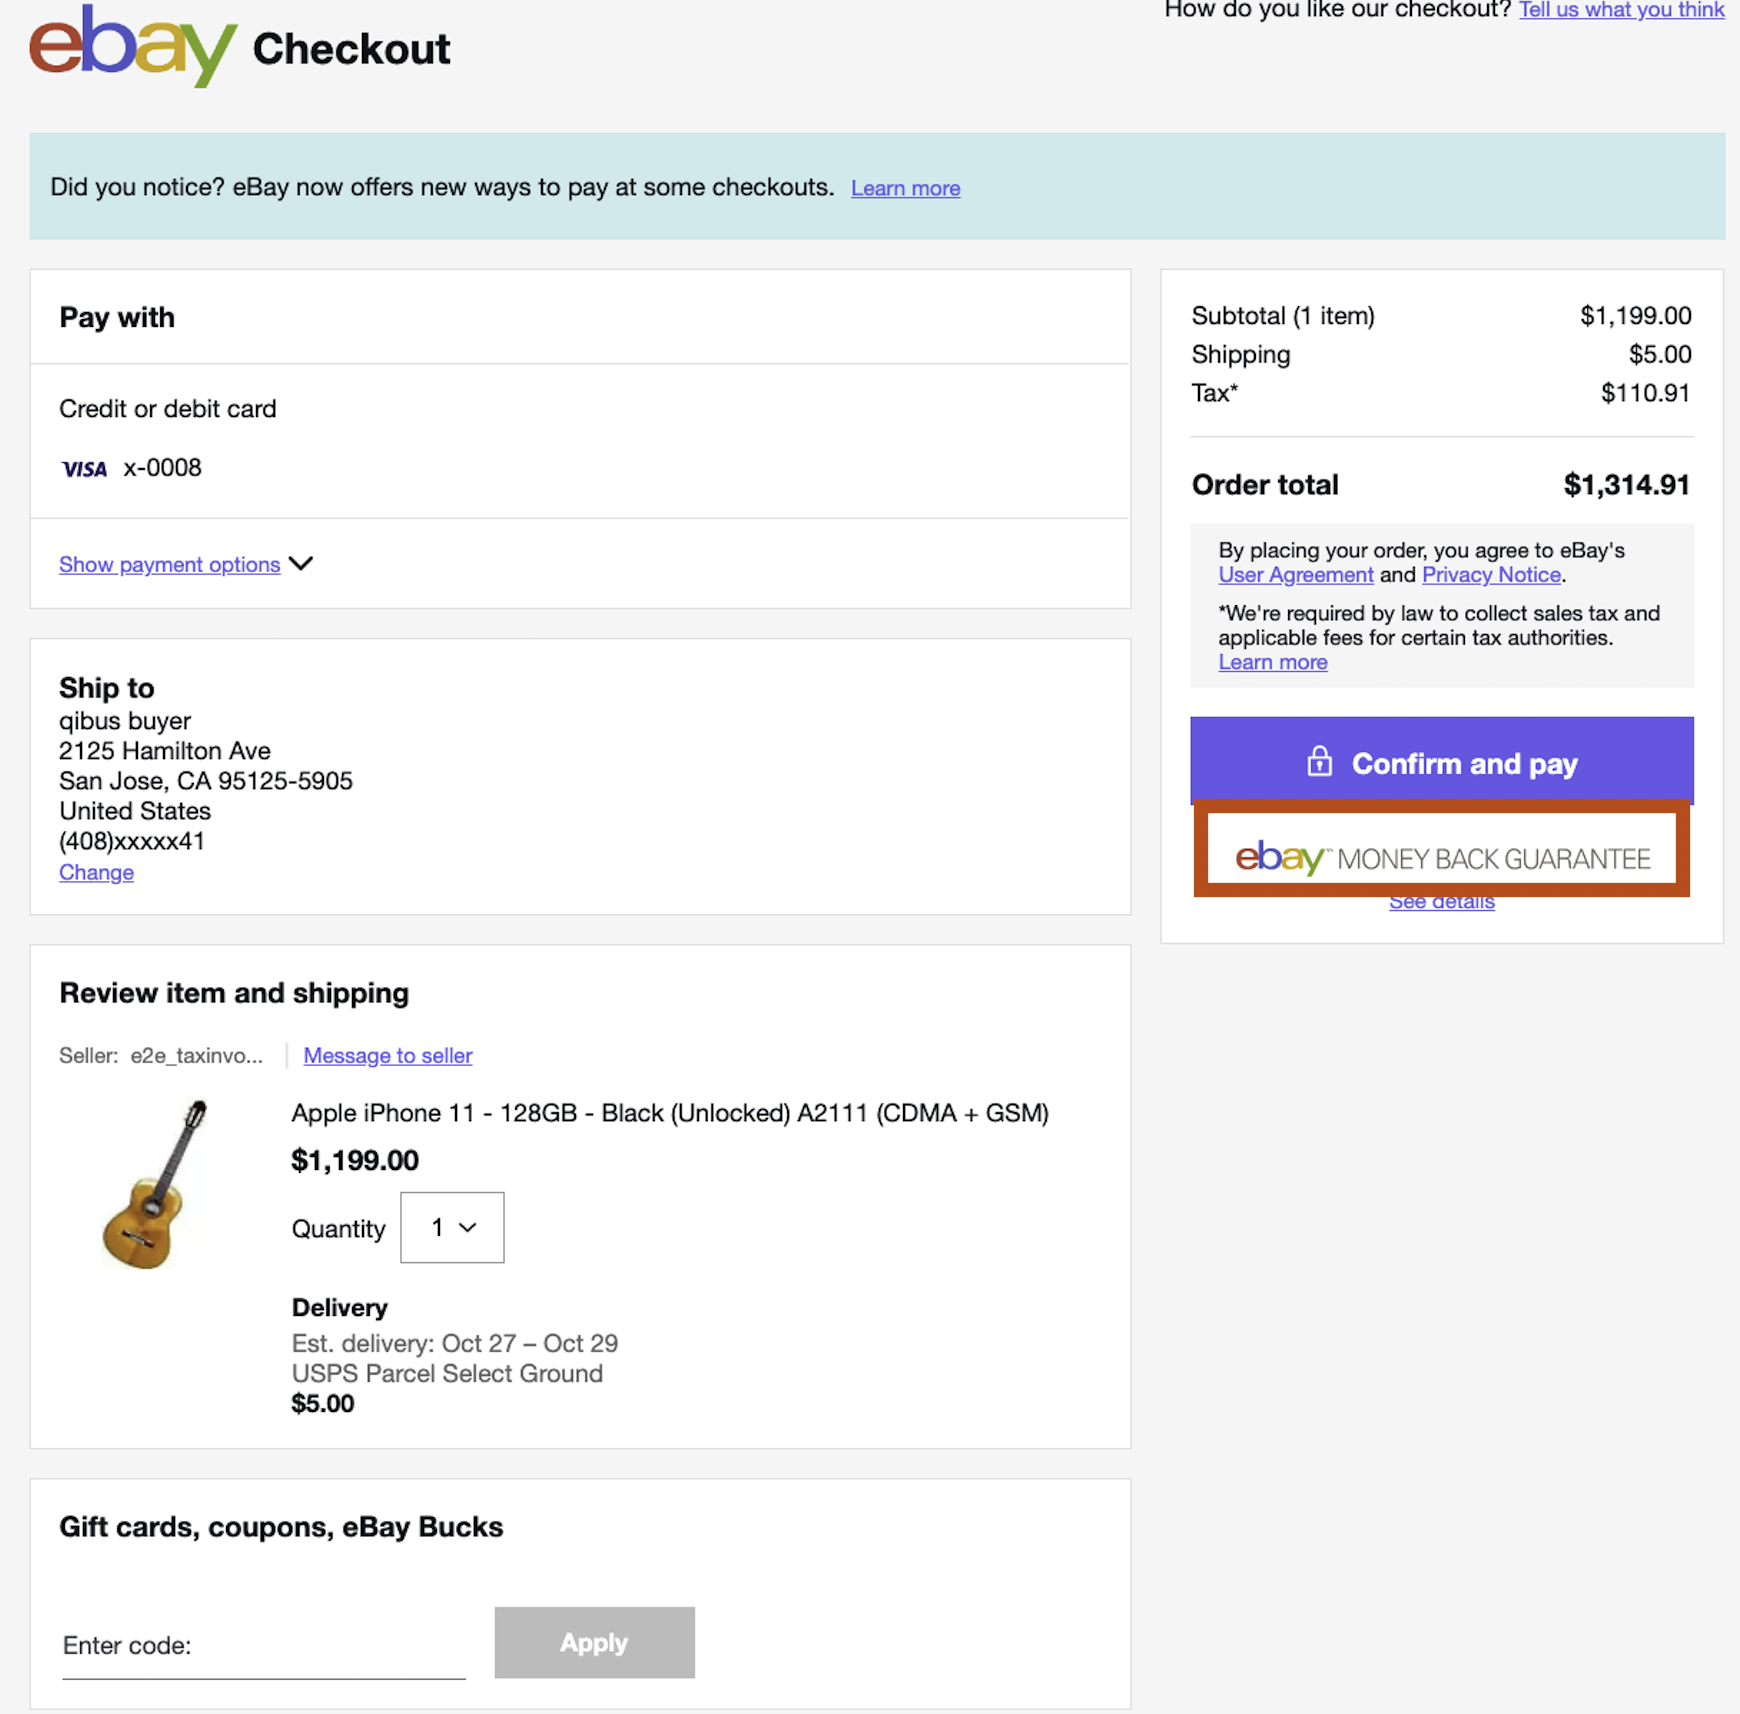 How do you like our checkout? Tell us what you think
ebay Checkout
Did you notice? eBay now offers new ways to pay at some checkouts. Learn more
Pay with
Credit or debit card
VISA x-0008
Show payment options
Ship to
qibus buyer
2125 Hamilton Ave
San Jose, CA 95125-5905
United States
(408)xxxxx41
Change
Review item and shipping
Seller: e2e_taxinvo... Message to seller
Apple iPhone 11 - 128GB - Black (Unlocked) A2111 (CDMA + GSM)
$1,199.00
Quantity 1
Delivery
Est. delivery: Oct 27 – Oct 29
USPS Parcel Select Ground
$5.00
Gift cards, coupons, eBay Bucks
Enter code: Apply
Subtotal (1 item) $1,199.00
Shipping $5.00
Tax* $110.91
Order total $1,314.91
By placing your order, you agree to eBay's
User Agreement and Privacy Notice.
*We're required by law to collect sales tax and
applicable fees for certain tax authorities.
Learn more
Confirm and pay
ebay™ MONEY BACK GUARANTEE
See details